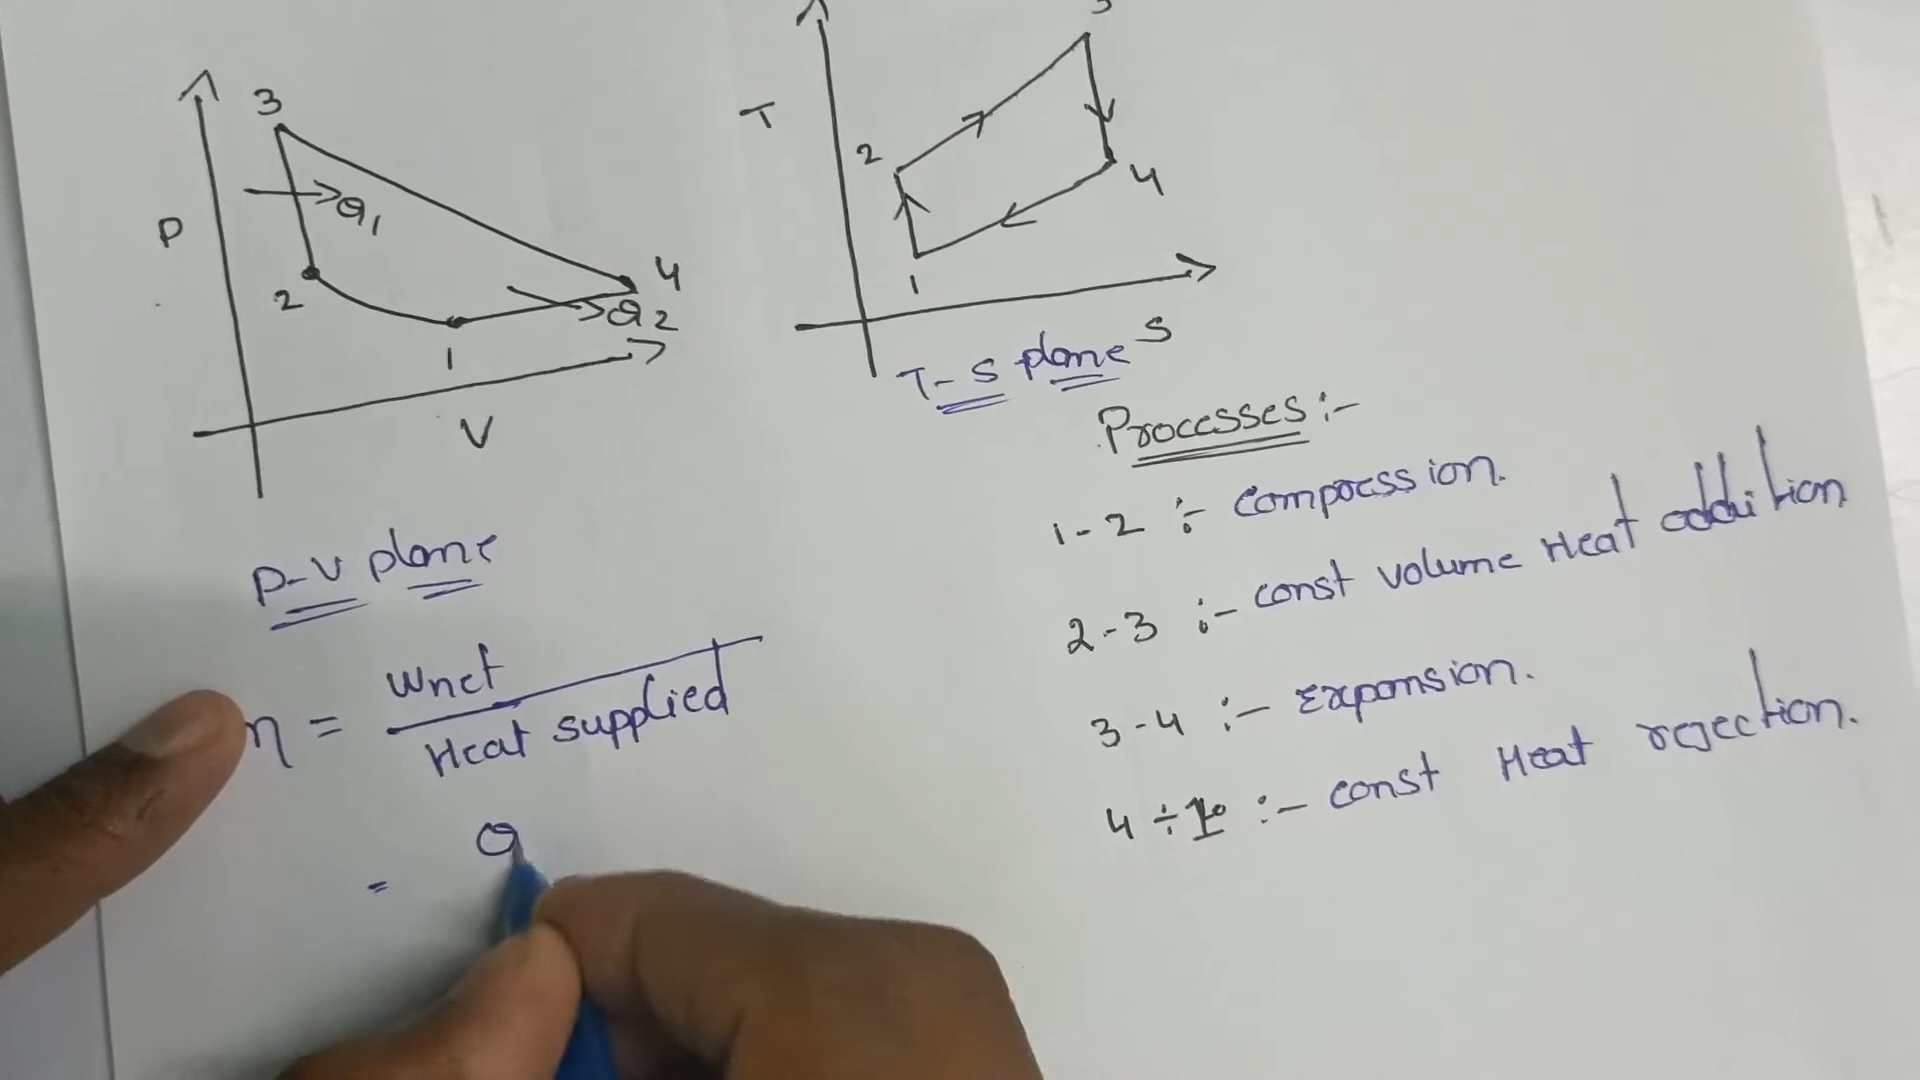 3
P
Q1
2
4
Q2
1
V
P-V plane
T
2
4
1
S
T-S plane
Processes :-
1-2 :- Compression.
2-3 :- const volume Heat addition
3-4 :- Expansion.
4 ÷ 1 :- const Heat rejection.
η = Wnet
Heat supplied
= Q